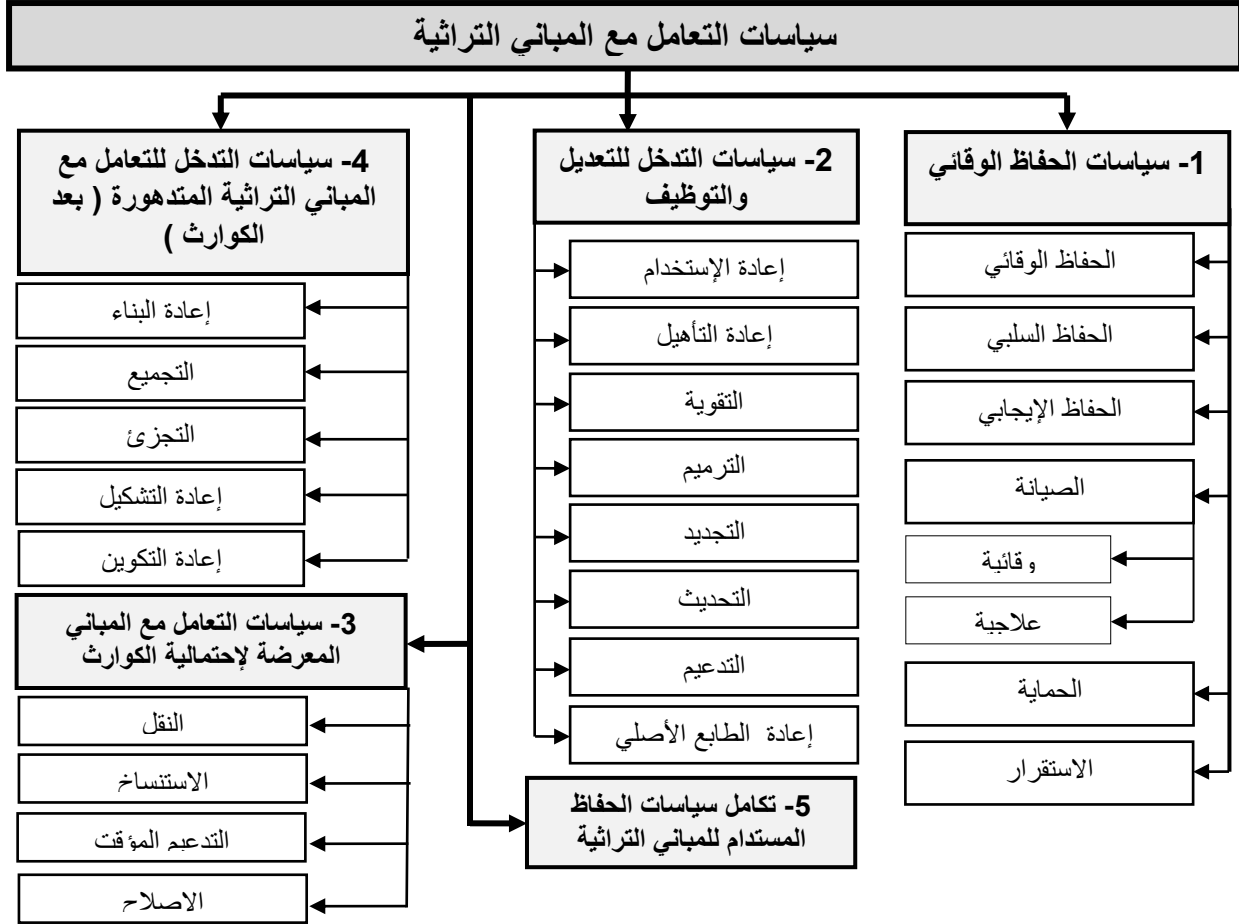 سياسات التعامل مع المباني التراثية
1- سياسات الحفاظ الوقائي
الحفاظ الوقائي
الحفاظ السلبي
الحفاظ الإيجابي
الصيانة
وقائية
علاجية
الحماية
الاستقرار
2- سياسات التدخل للتعديل
والتوظيف
إعادة الإستخدام
إعادة التأهيل
التقوية
الترميم
التجديد
التحديث
التدعيم
إعادة الطابع الأصلي
4- سياسات التدخل للتعامل مع
المباني التراثية المتدهورة ( بعد
الكوارث )
إعادة البناء
التجميع
التجزئ
إعادة التشكيل
إعادة التكوين
3- سياسات التعامل مع المباني
المعرضة لإحتمالية الكوارث
النقل
الاستنساخ
التدعيم المؤقت
الاصلاح
5- تكامل سياسات الحفاظ
المستدام للمباني التراثية